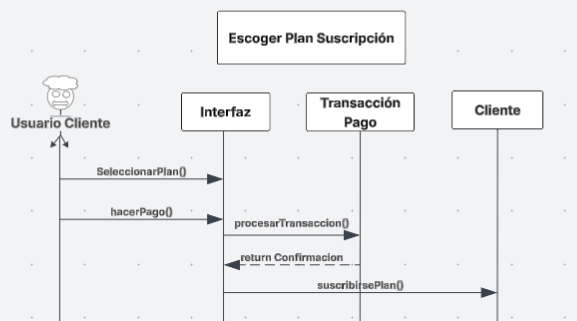 Escoger Plan Suscripción
Usuario Cliente
Interfaz
Transacción
Pago
Cliente
SeleccionarPlan()
hacerPago()
procesarTransaccion()
return Confirmacion
suscribirsePlan()